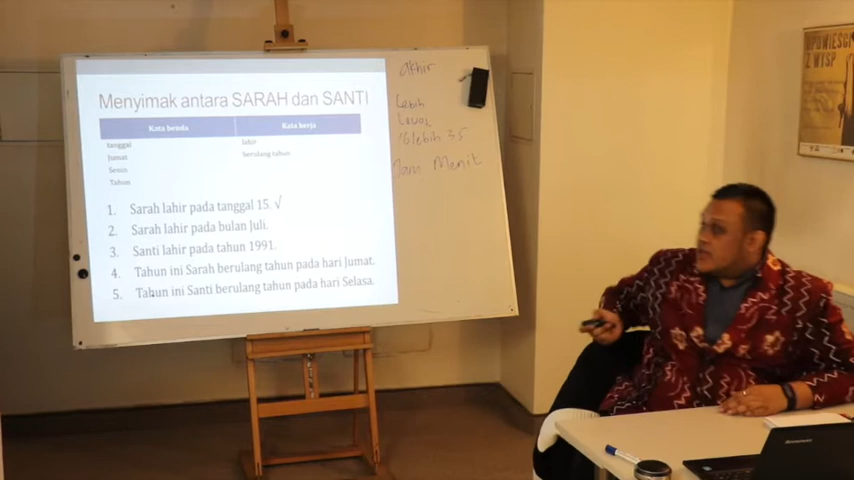 Menyimak antara SARAH dan SANTI
Kata benda Kata kerja
tanggal lahir
Jumat berulang tahun
Senin
Tahun
1. Sarah lahir pada tanggal 15. √
2. Sarah lahir pada bulan Juli.
3. Santi lahir pada tahun 1991.
4. Tahun ini Sarah berulang tahun pada hari Jumat.
5. Tahun ini Santi berulang tahun pada hari Selasa.
akhir
Lebih
16 lebih 35
Jam Menit
OPOWIEŚCI
Z WYSP